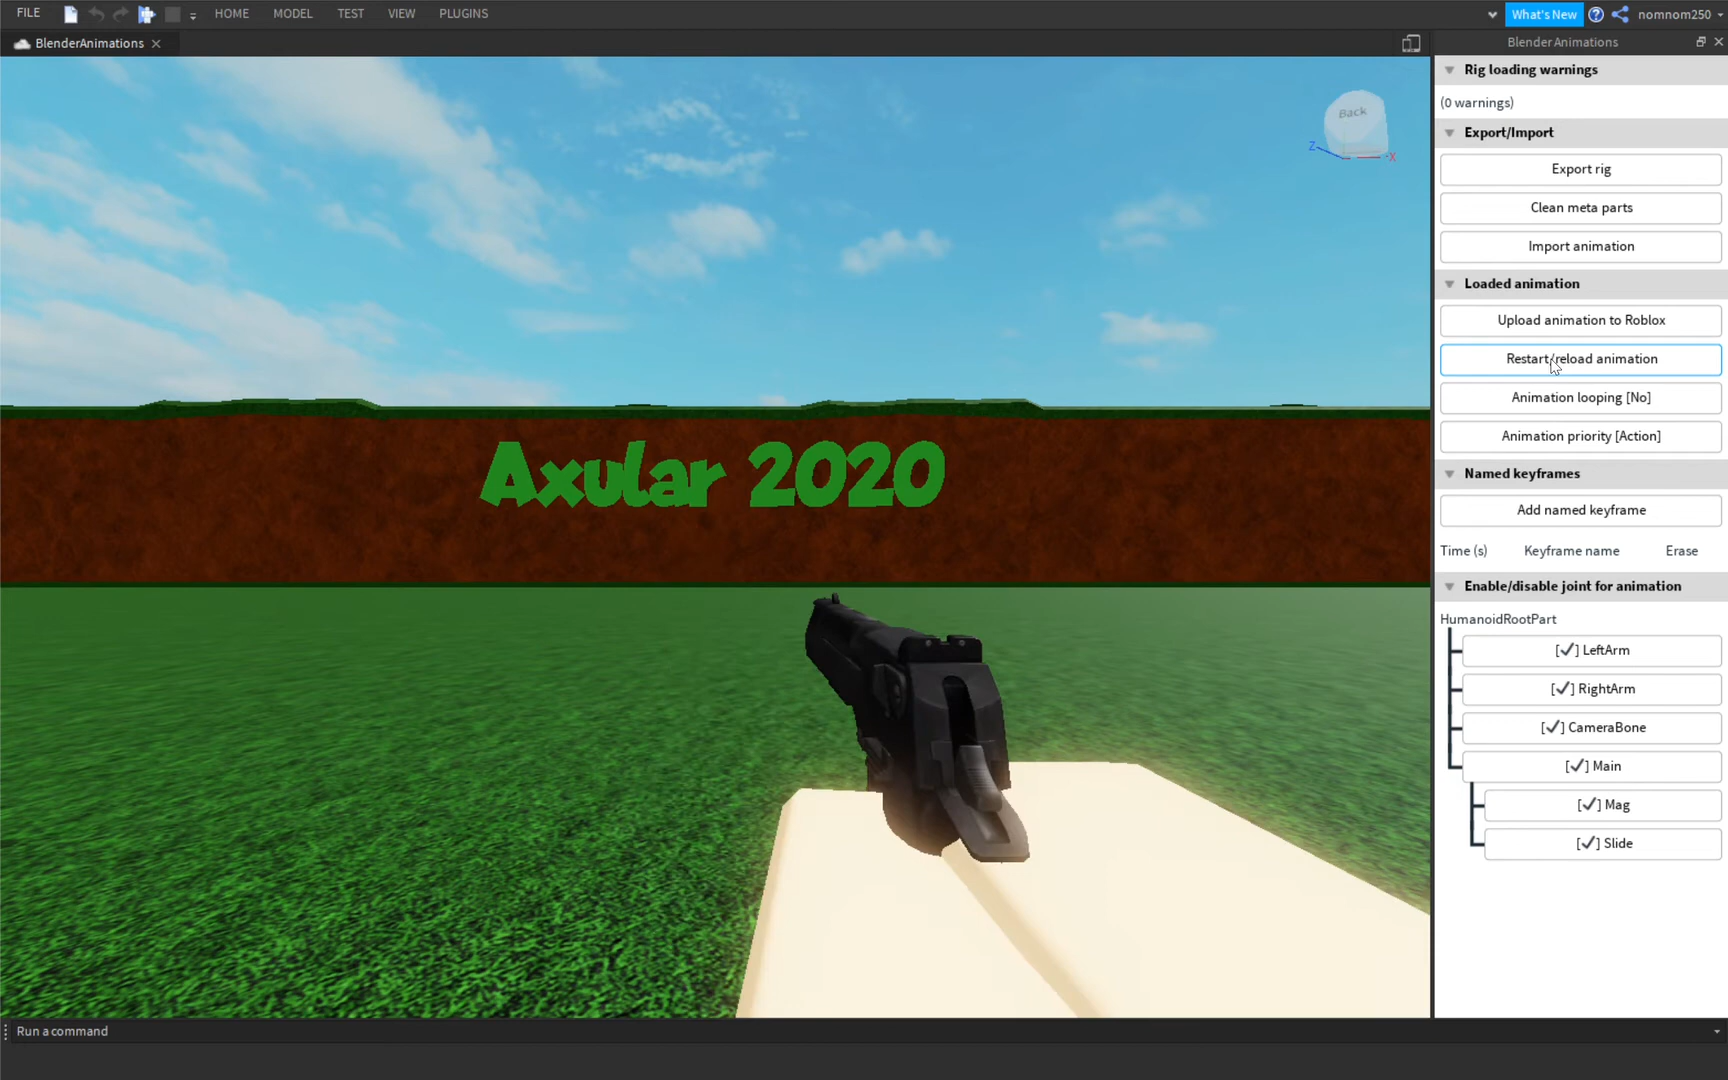 FILE HOME MODEL TEST VIEW PLUGINS What's New ? nomnom250
BlenderAnimations
Blender Animations
Rig loading warnings
(0 warnings)
Export/Import
Export rig
Clean meta parts
Import animation
Loaded animation
Upload animation to Roblox
Restart/reload animation
Animation looping [No]
Animation priority [Action]
Named keyframes
Add named keyframe
Time (s) Keyframe name Erase
Enable/disable joint for animation
HumanoidRootPart
[✓] LeftArm
[✓] RightArm
[✓] CameraBone
[✓] Main
[✓] Mag
[✓] Slide
Back
Z X
Axular 2020
Run a command